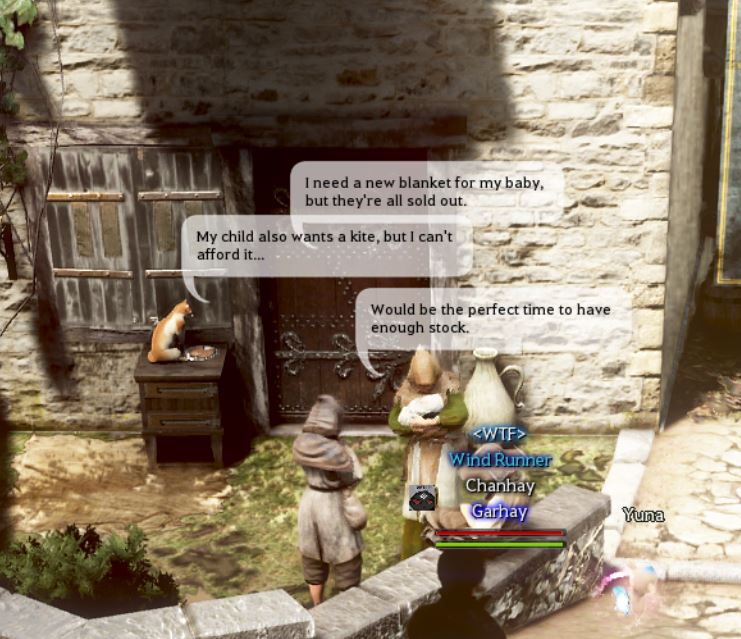 I need a new blanket for my baby,
but they're all sold out.
My child also wants a kite, but I can't
afford it...
Would be the perfect time to have
enough stock.
<WTF>
Wind Runner
Chanhay
Garhay
Yuna